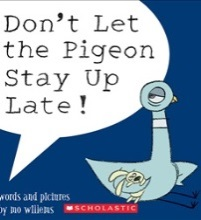 Don't Let
the Pigeon
Stay Up
Late!
words and pictures
by mo willems
SCHOLASTIC